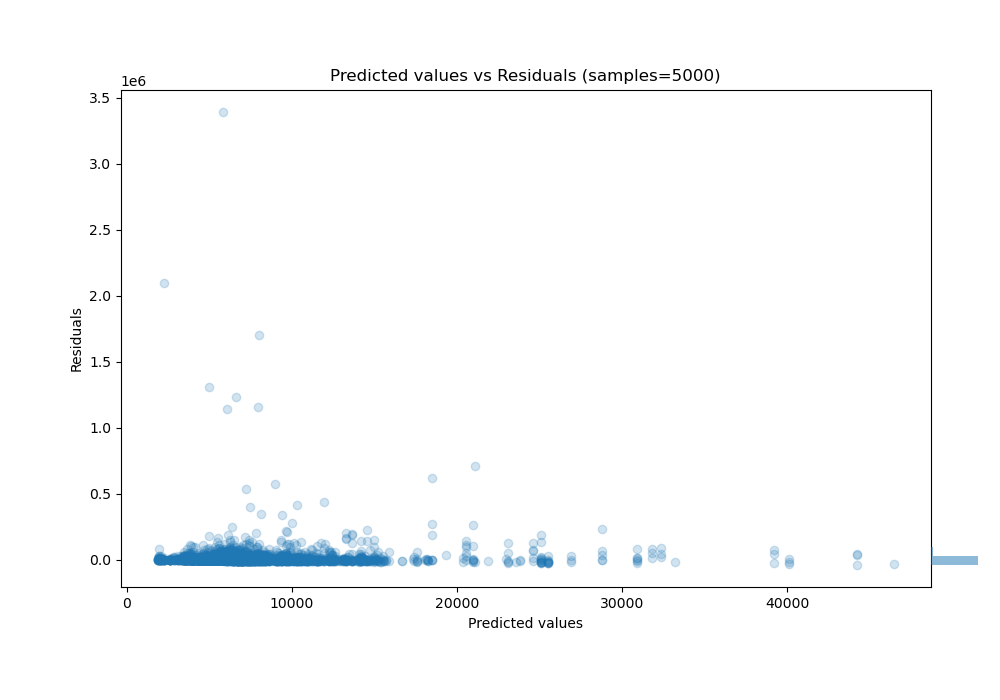 Predicted values vs Residuals (samples=5000)
1e6
3.5
3.0
2.5
2.0
1.5
1.0
0.5
0.0
Residuals
0 10000 20000 30000 40000
Predicted values